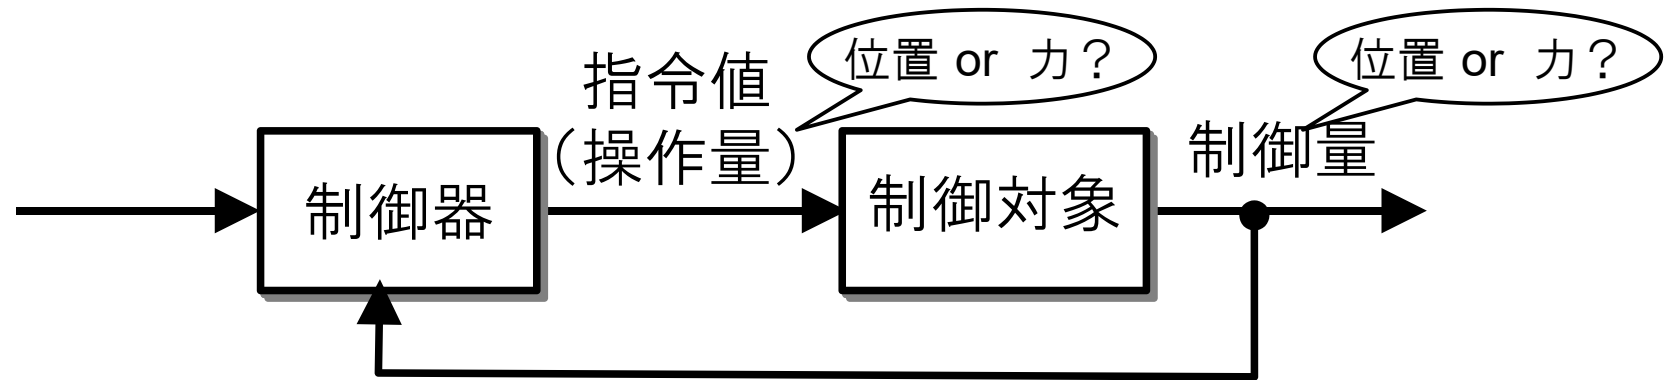 位置 or 力?
位置 or 力?
指令値
(操作量)
制御量
制御器
制御対象